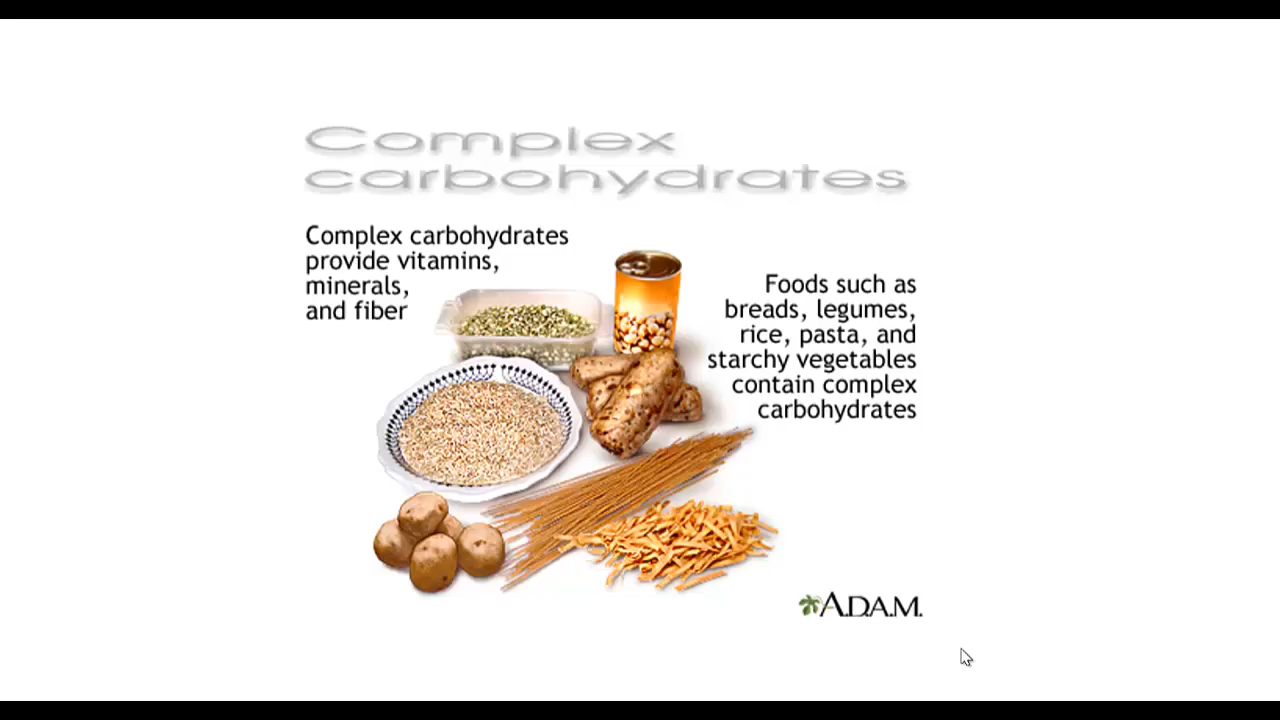 Complex
carbohydrates
Complex carbohydrates
provide vitamins,
minerals,
and fiber
Foods such as
breads, legumes,
rice, pasta, and
starchy vegetables
contain complex
carbohydrates
A.D.A.M.